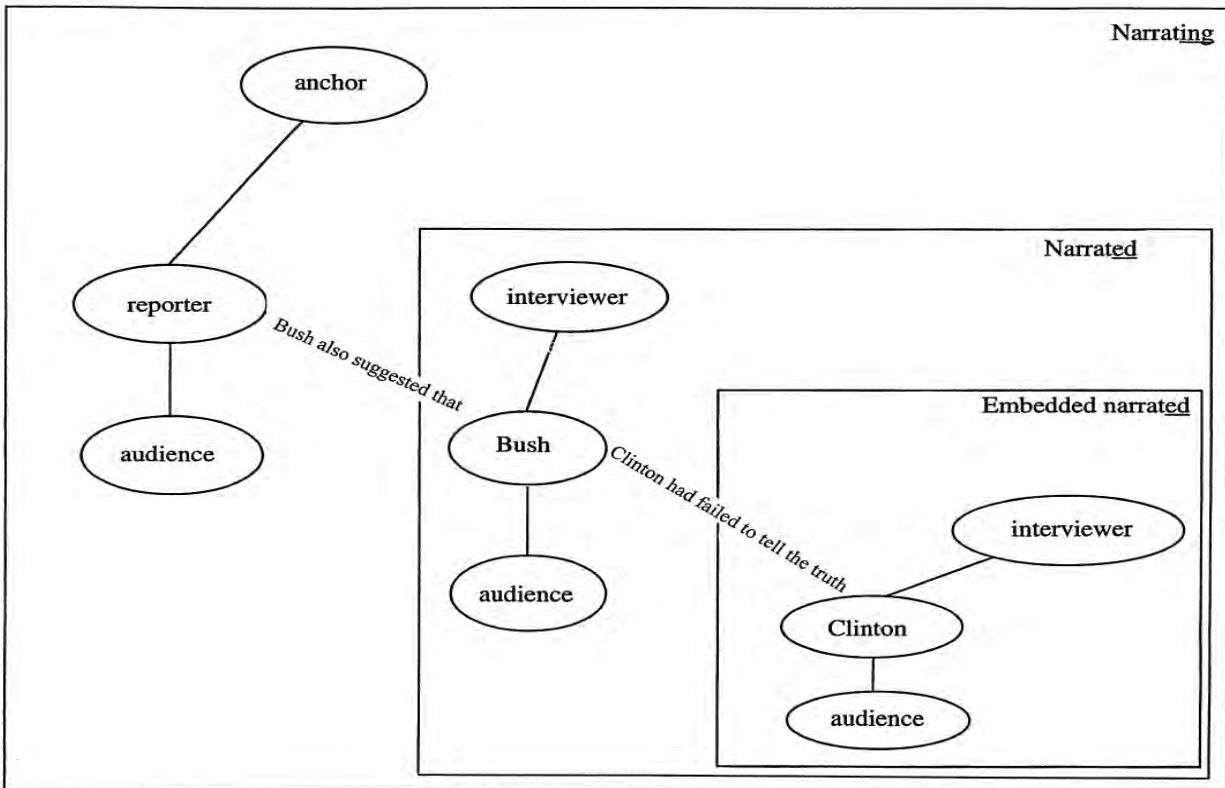 Narrating
anchor
Narrated
interviewer
reporter
Bush also suggested that
Embedded narrated
Bush
audience
Clinton had failed to tell the truth
interviewer
audience
Clinton
audience